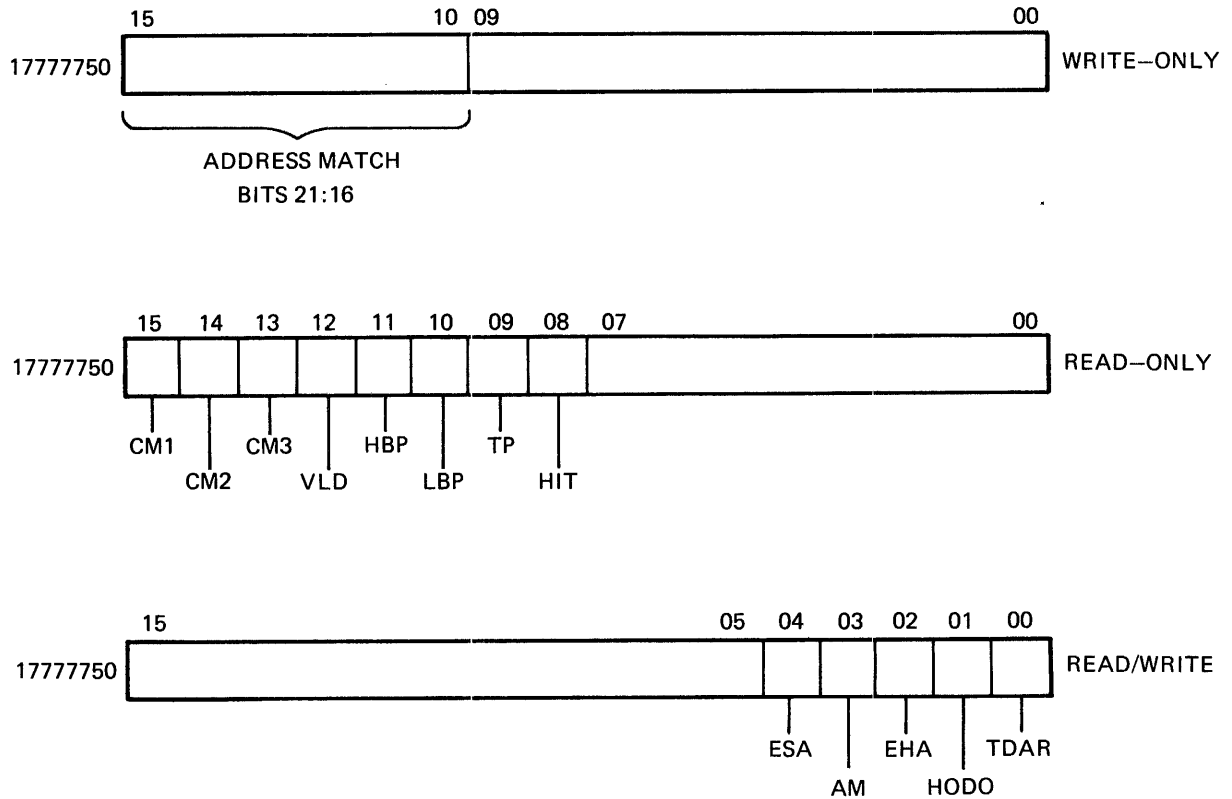 15 10 09 00
17777750 WRITE–ONLY
ADDRESS MATCH
BITS 21:16
15 14 13 12 11 10 09 08 07 00
17777750 READ–ONLY
CM1 CM3 HBP TP
CM2 VLD LBP HIT
15 05 04 03 02 01 00
17777750 READ/WRITE
ESA EHA TDAR
AM HODO